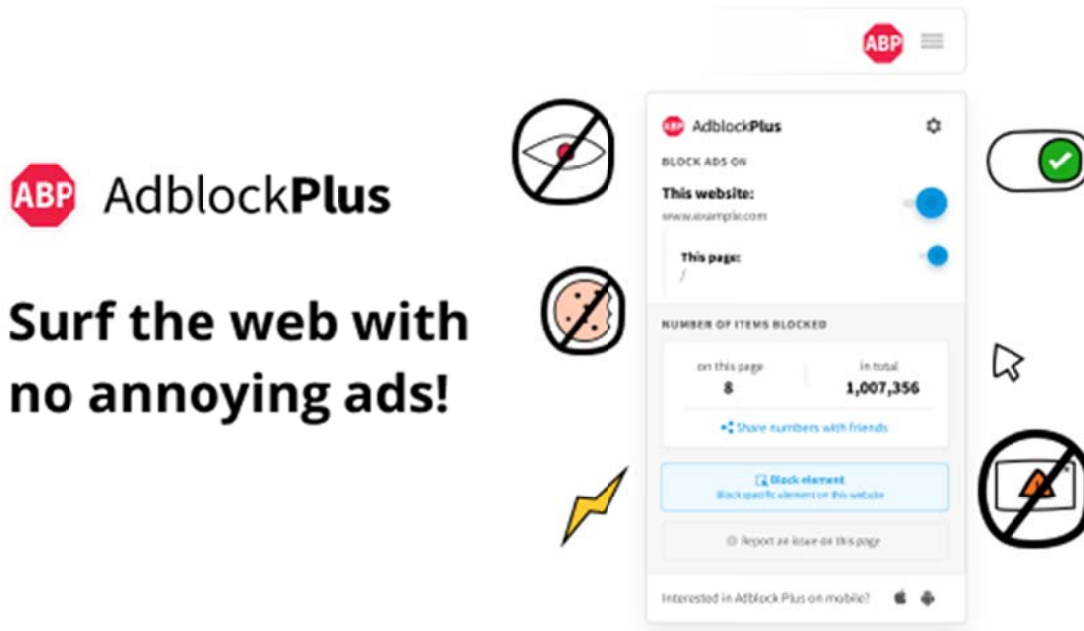 ABP AdblockPlus
Surf the web with
no annoying ads!
ABP
ABP AdblockPlus
BLOCK ADS ON
This website:
www.example.com
This page:
/
NUMBER OF ITEMS BLOCKED
on this page
8
in total
1,007,356
Share numbers with friends
Block element
Block specific element on this website
Report an issue on this page
Interested in Adblock Plus on mobile?